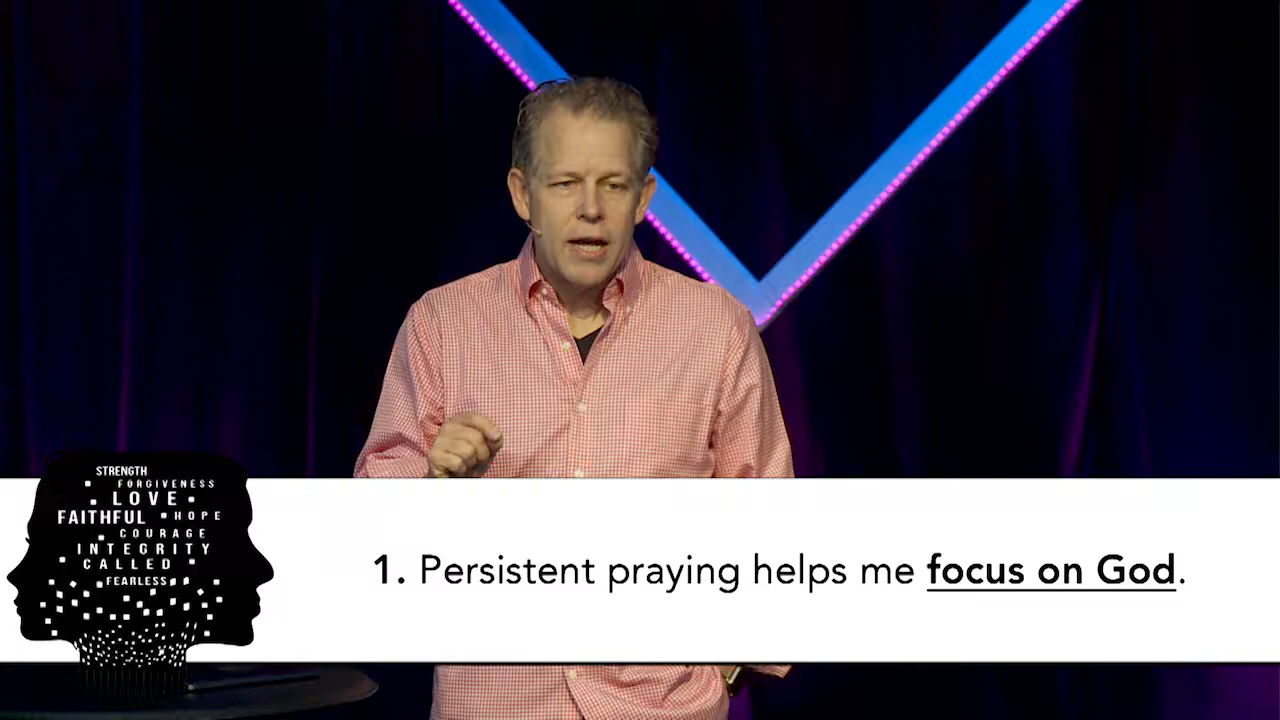 STRENGTH
FORGIVENESS
LOVE
FAITHFUL HOPE
COURAGE
INTEGRITY
CALLED
FEARLESS
1. Persistent praying helps me focus on God.